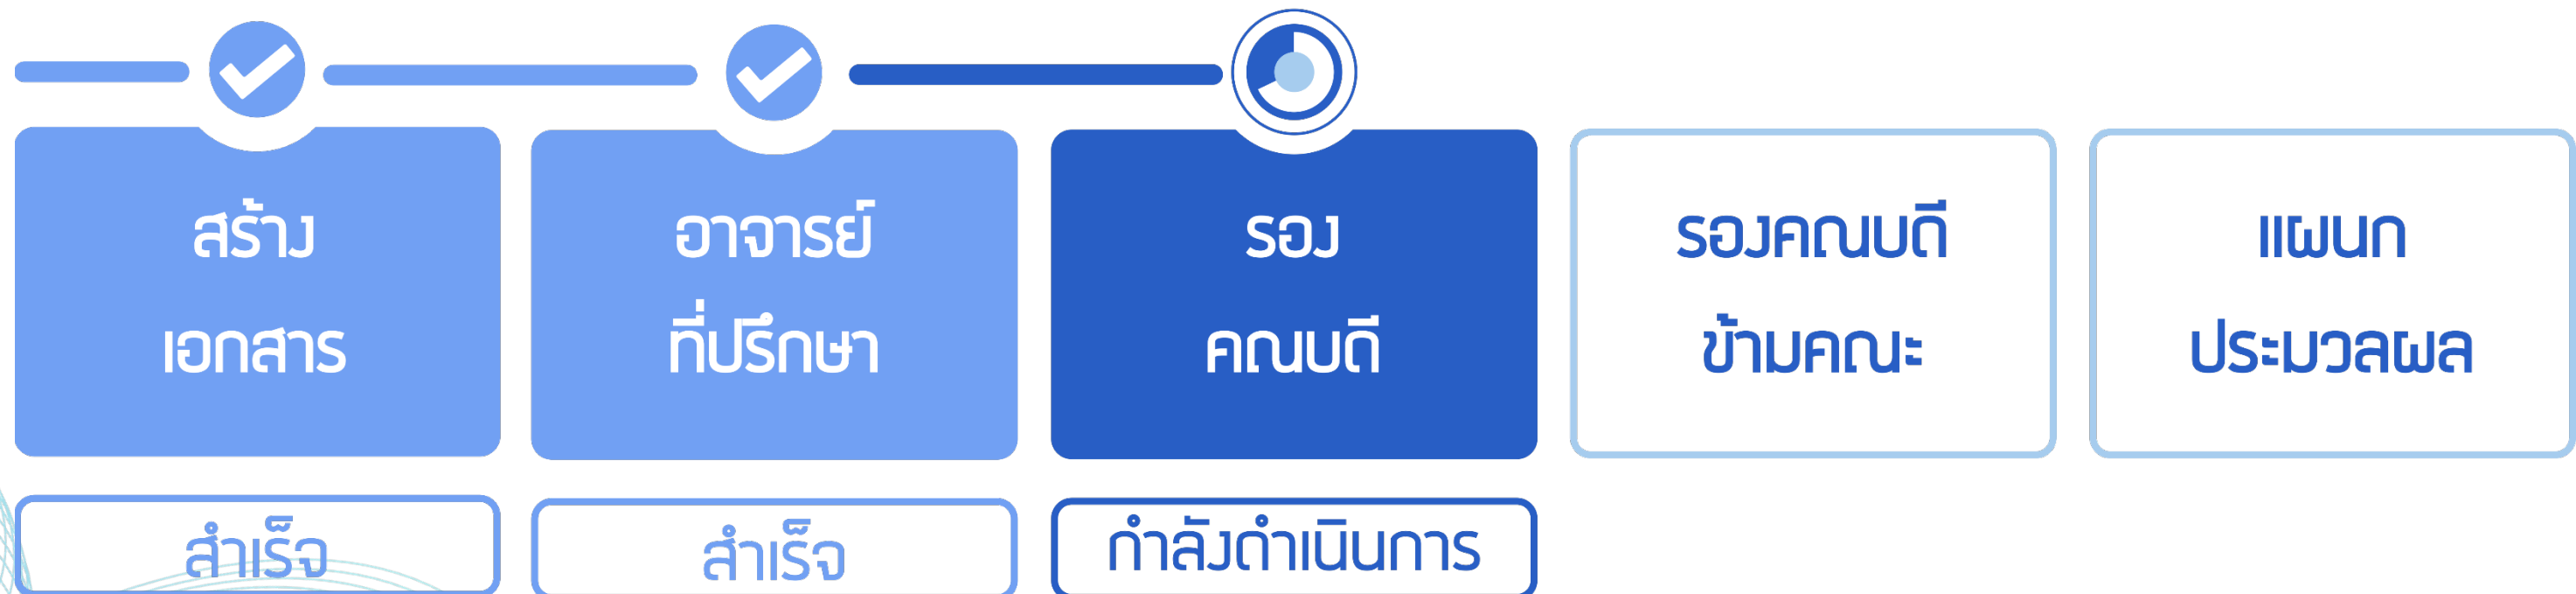 สร้าง
เอกสาร
อาจารย์
ที่ปรึกษา
รอง
คณบดี
รองคณบดี
ข้ามคณะ
แผนก
ประมวลผล
สำเร็จ
สำเร็จ
กำลังดำเนินการ